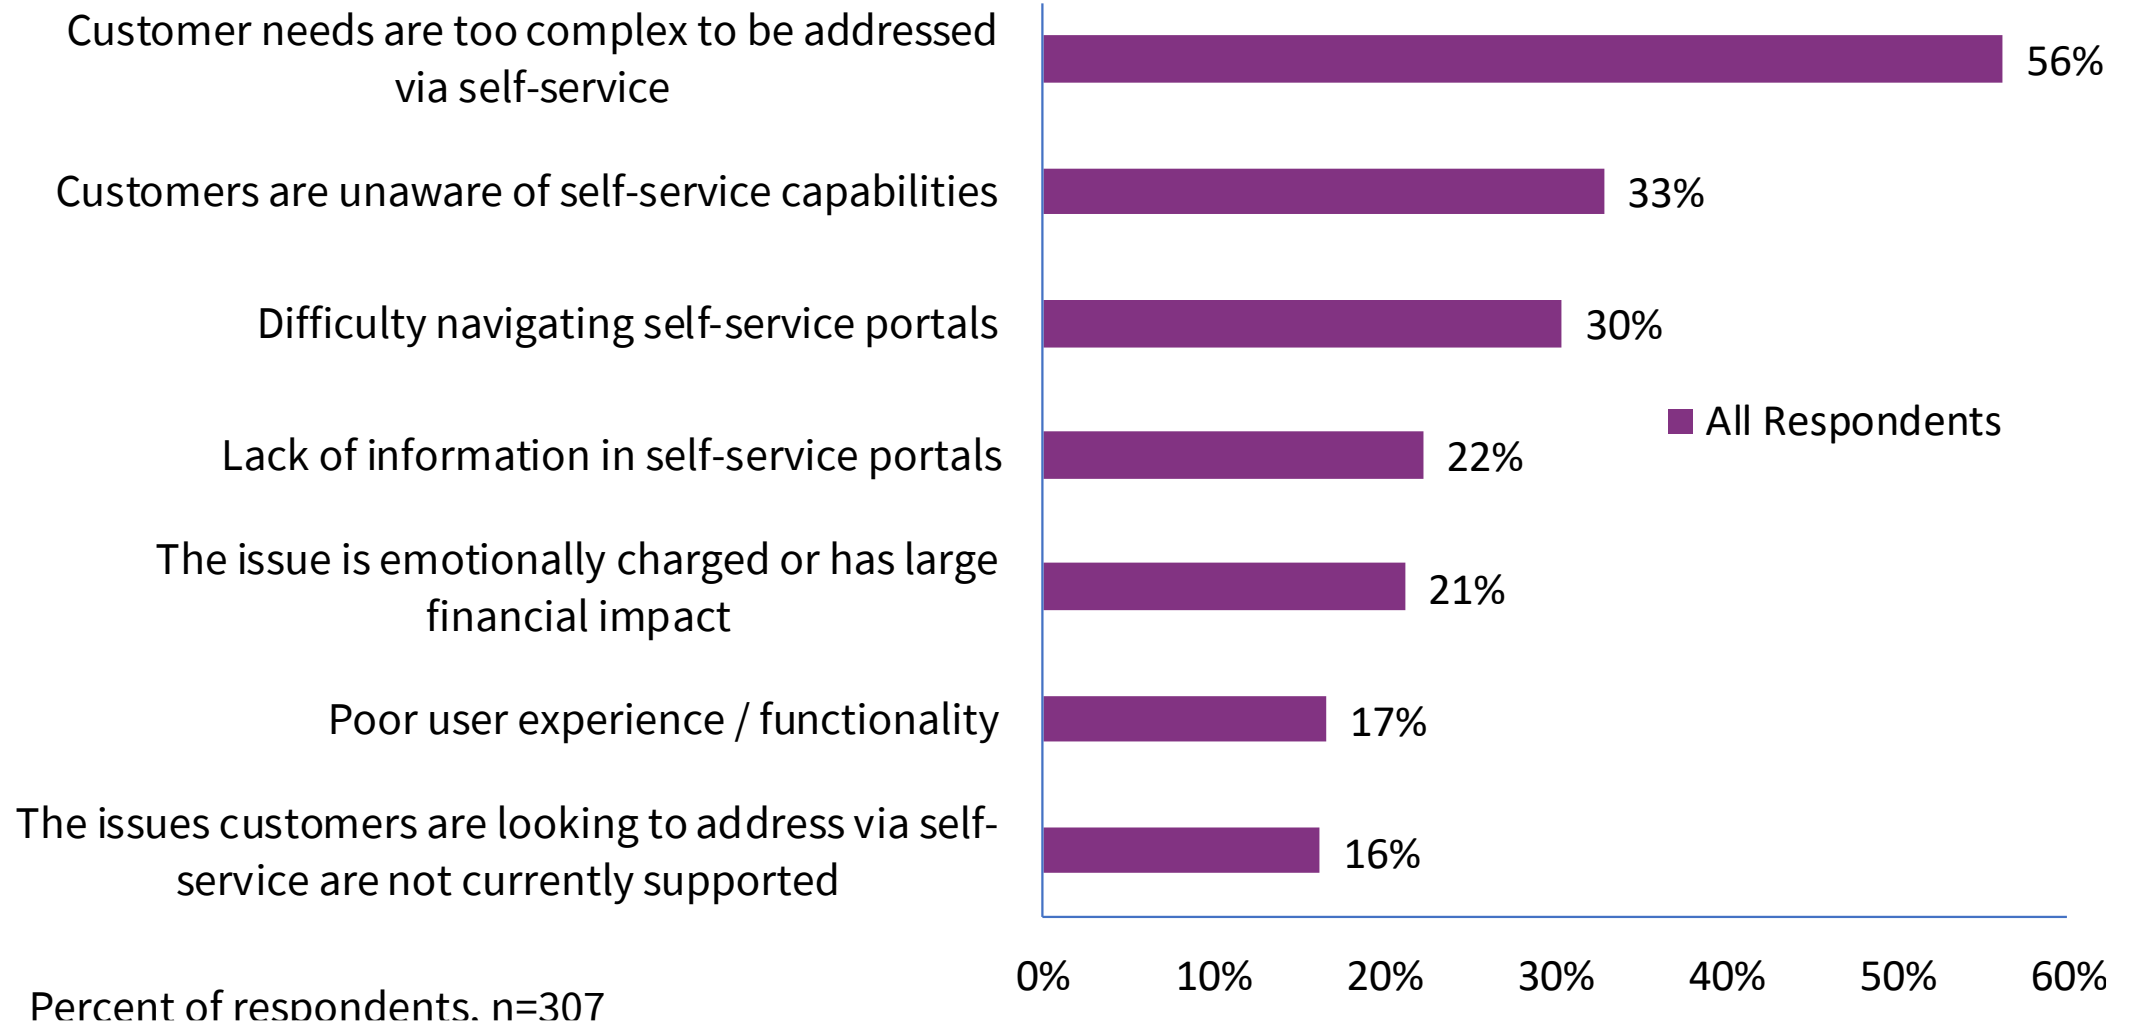 Customer needs are too complex to be addressed
via self-service
56%
Customers are unaware of self-service capabilities
33%
Difficulty navigating self-service portals
30%
All Respondents
Lack of information in self-service portals
22%
The issue is emotionally charged or has large
financial impact
21%
Poor user experience / functionality
17%
The issues customers are looking to address via self-
service are not currently supported
16%
0% 10% 20% 30% 40% 50% 60%
Percent of respondents, n=307